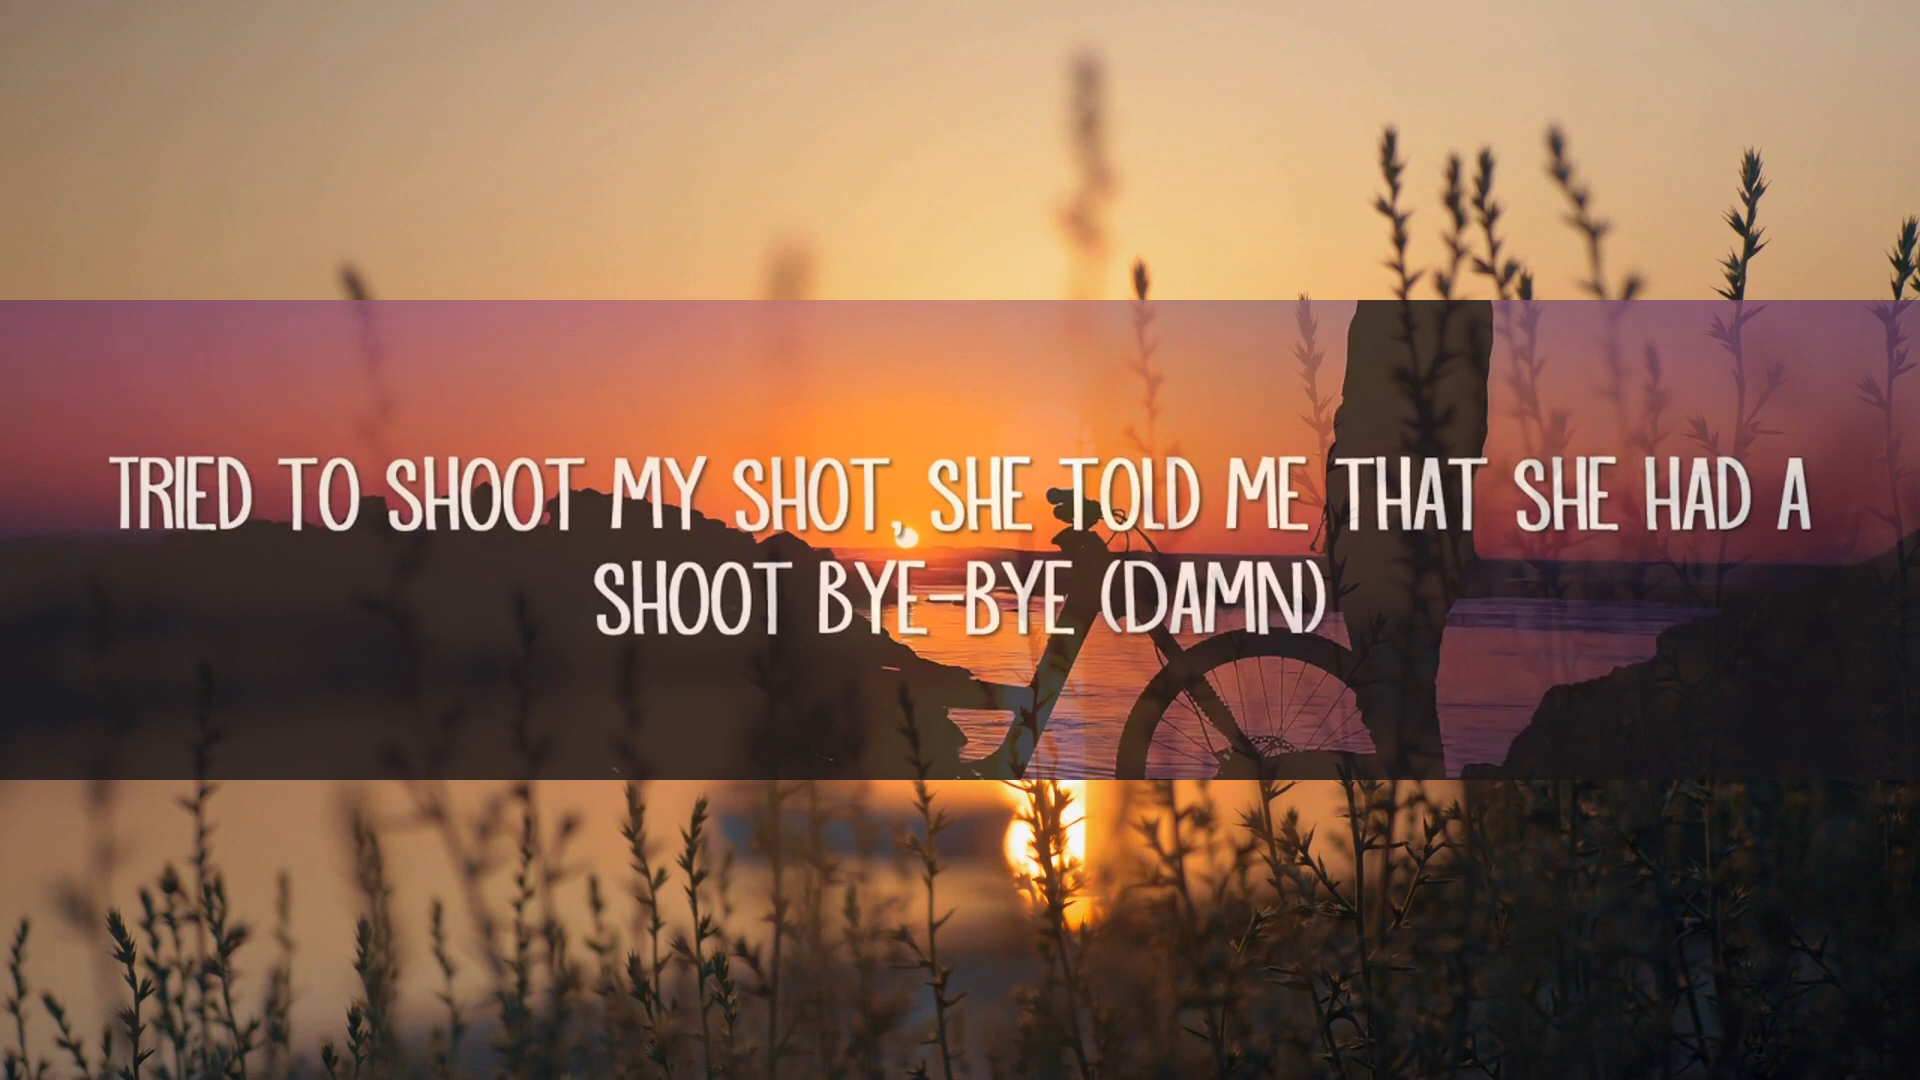 TRIED TO SHOOT MY SHOT, SHE TOLD ME THAT SHE HAD A
SHOOT BYE-BYE (DAMN)